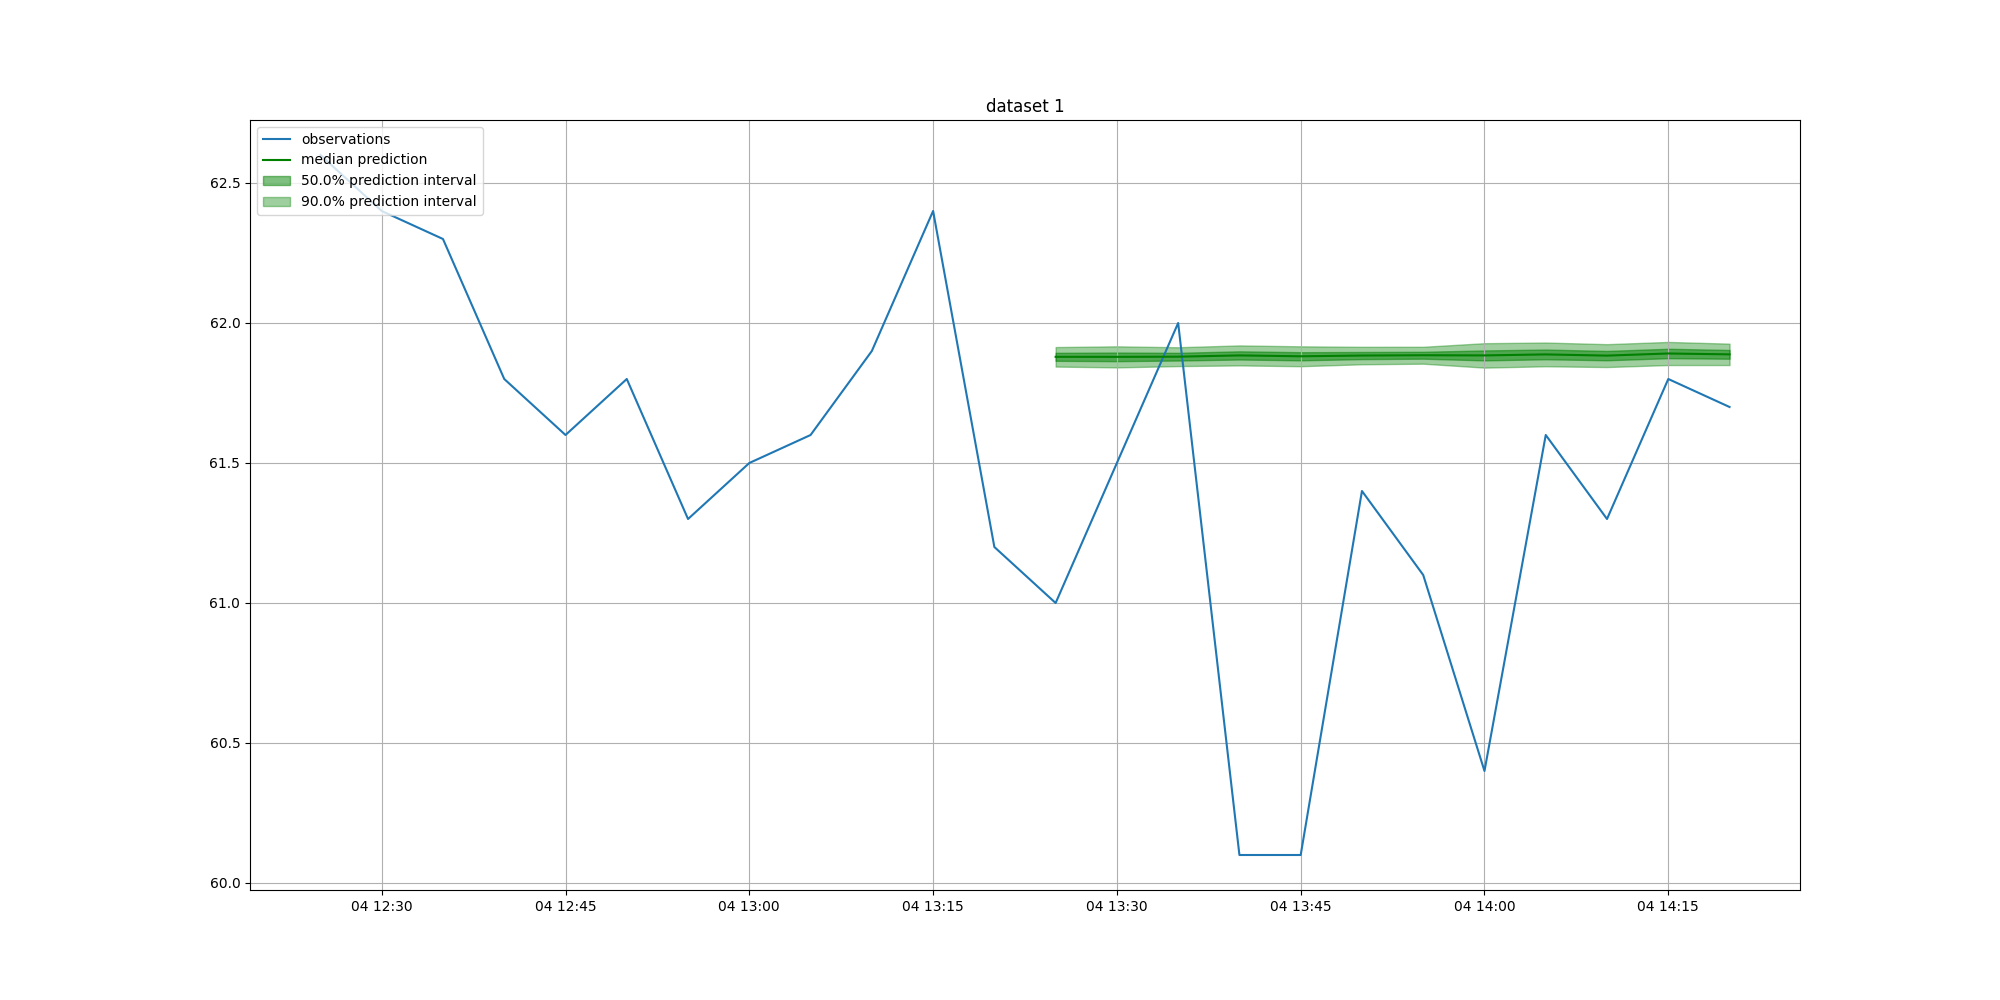 dataset 1
observations
median prediction
50.0% prediction interval
90.0% prediction interval
62.5
62.0
61.5
61.0
60.5
60.0
04 12:30 04 12:45 04 13:00 04 13:15 04 13:30 04 13:45 04 14:00 04 14:15